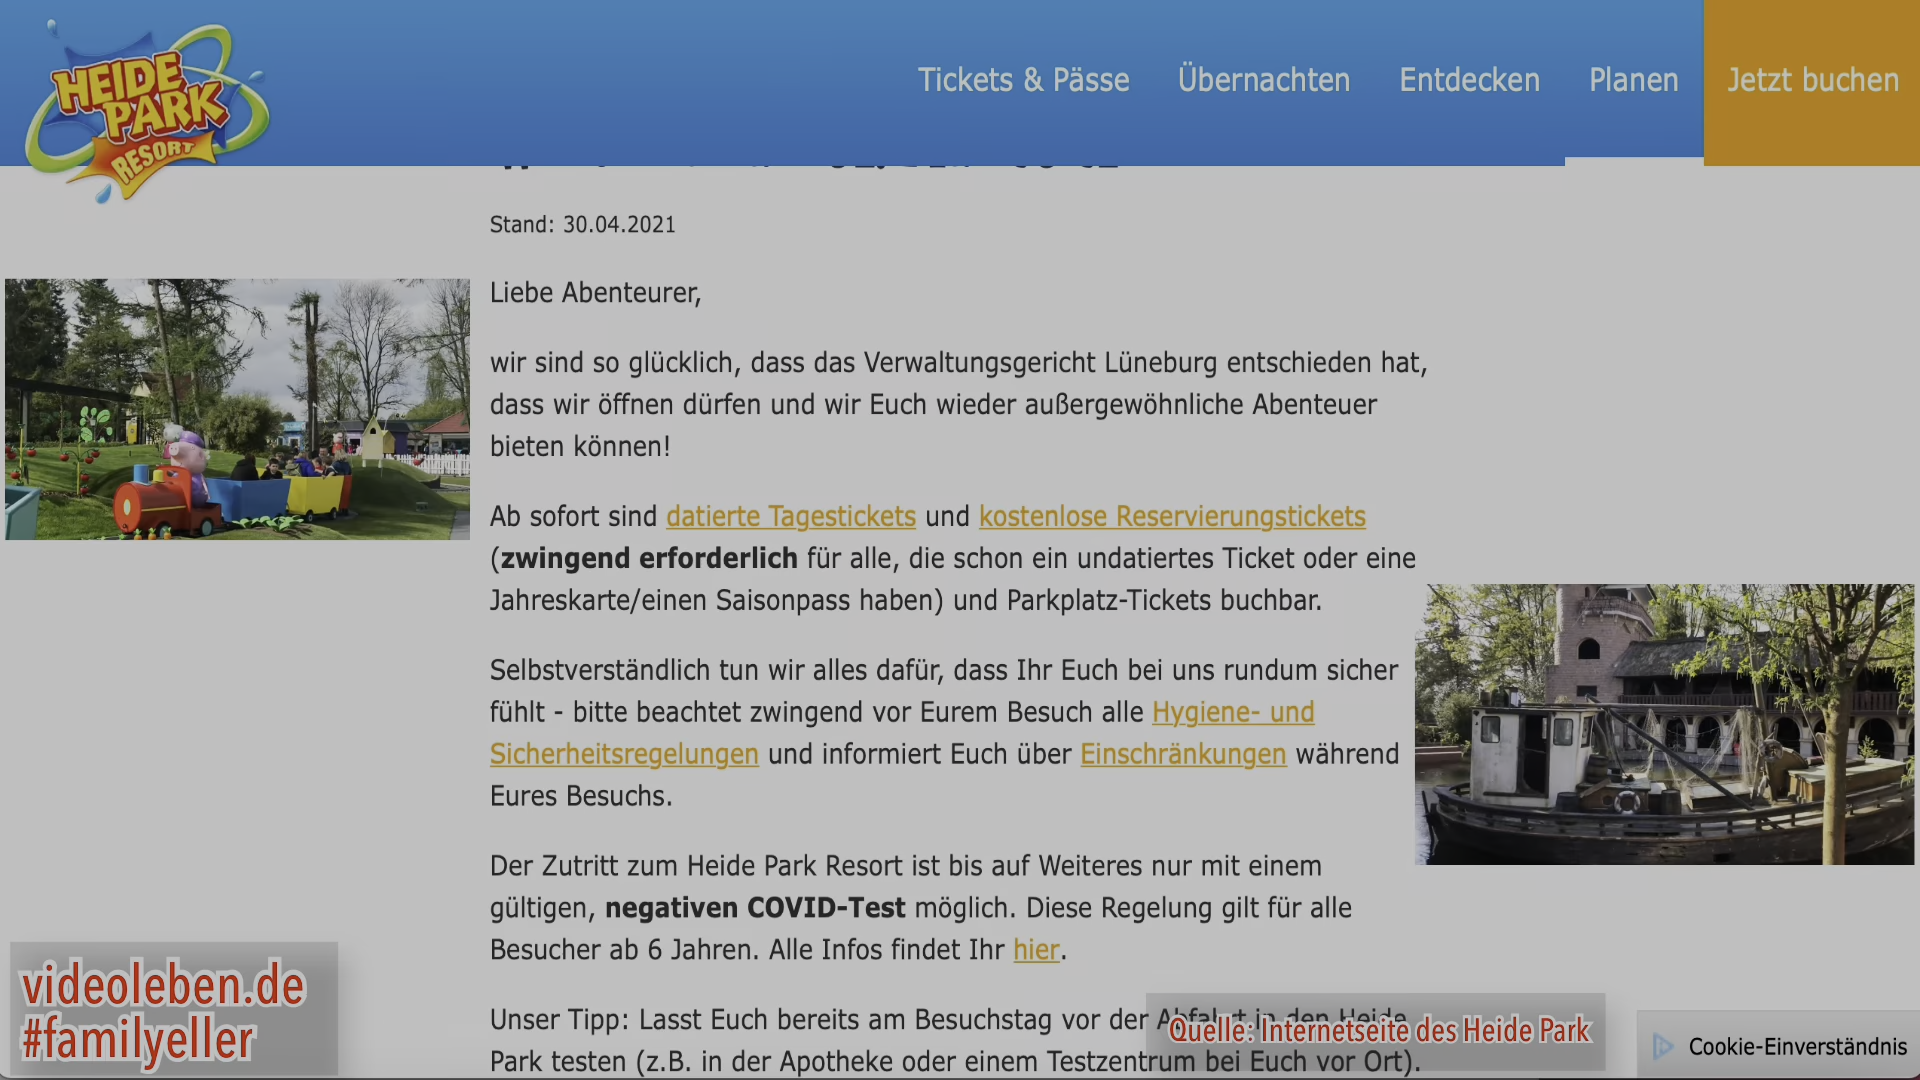 HEIDE
PARK
RESORT
Tickets & Pässe
Übernachten
Entdecken
Planen
Jetzt buchen
Stand: 30.04.2021
Liebe Abenteurer,
wir sind so glücklich, dass das Verwaltungsgericht Lüneburg entschieden hat,
dass wir öffnen dürfen und wir Euch wieder außergewöhnliche Abenteuer
bieten können!
Ab sofort sind datierte Tagestickets und kostenlose Reservierungstickets
(zwingend erforderlich für alle, die schon ein undatiertes Ticket oder eine
Jahreskarte/einen Saisonpass haben) und Parkplatz-Tickets buchbar.
Selbstverständlich tun wir alles dafür, dass Ihr Euch bei uns rundum sicher
fühlt - bitte beachtet zwingend vor Eurem Besuch alle Hygiene- und
Sicherheitsregelungen und informiert Euch über Einschränkungen während
Eures Besuchs.
Der Zutritt zum Heide Park Resort ist bis auf Weiteres nur mit einem
gültigen, negativen COVID-Test möglich. Diese Regelung gilt für alle
Besucher ab 6 Jahren. Alle Infos findet Ihr hier.
Unser Tipp: Lasst Euch bereits am Besuchstag vor der Abfahrt in den Heide
Park testen (z.B. in der Apotheke oder einem Testzentrum bei Euch vor Ort).
videoleben.de
#familyeller
Quelle: Internetseite des Heide Park
Cookie-Einverständnis